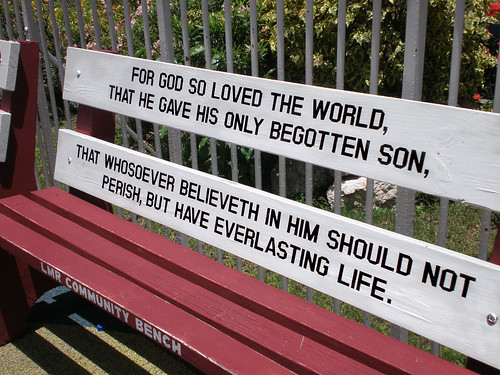 FOR GOD SO LOVED THE WORLD,
THAT HE GAVE HIS ONLY BEGOTTEN SON,
THAT WHOSOEVER BELIEVETH IN HIM SHOULD NOT
PERISH, BUT HAVE EVERLASTING LIFE.
LMR COMMUNITY BENCH